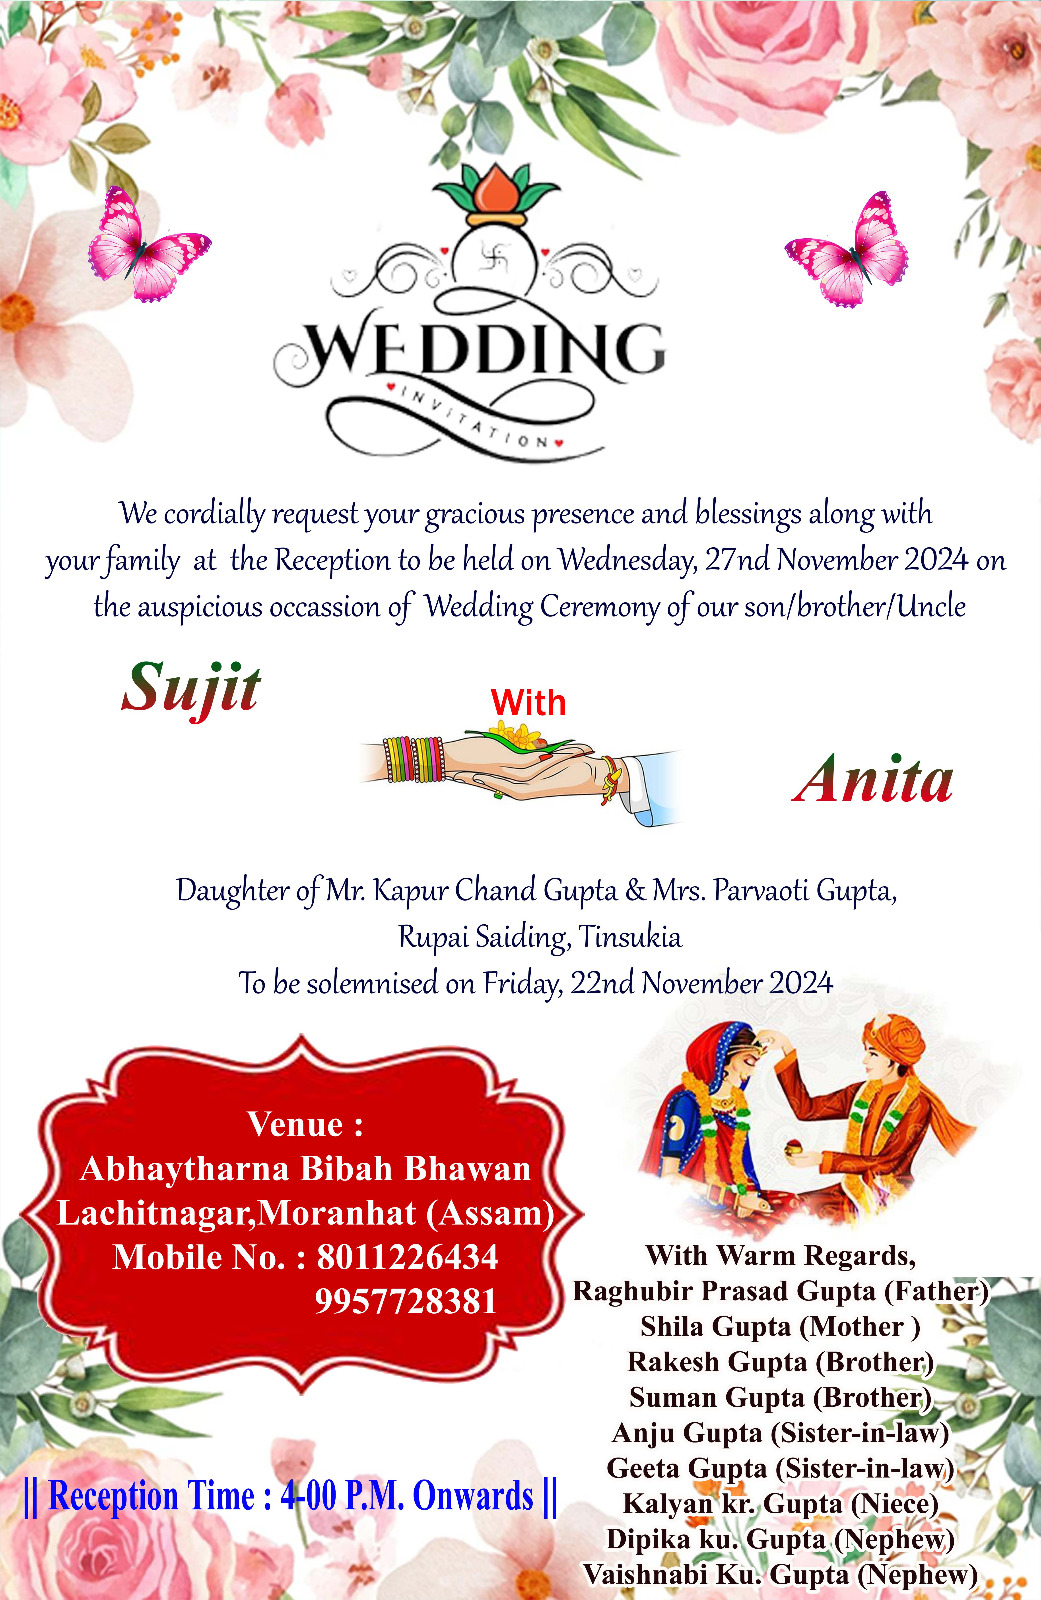 WEDDING
INVITATION
We cordially request your gracious presence and blessings along with
your family at the Reception to be held on Wednesday, 27nd November 2024 on
the auspicious occassion of Wedding Ceremony of our son/brother/Uncle
Sujit
With
Anita
Daughter of Mr. Kapur Chand Gupta & Mrs. Parvaoti Gupta,
Rupai Saiding, Tinsukia
To be solemnised on Friday, 22nd November 2024
Venue :
Abhaytharna Bibah Bhawan
Lachitnagar,Moranhat (Assam)
Mobile No. : 8011226434
9957728381
|| Reception Time : 4-00 P.M. Onwards ||
With Warm Regards,
Raghubir Prasad Gupta (Father)
Shila Gupta (Mother )
Rakesh Gupta (Brother)
Suman Gupta (Brother)
Anju Gupta (Sister-in-law)
Geeta Gupta (Sister-in-law)
Kalyan kr. Gupta (Niece)
Dipika ku. Gupta (Nephew)
Vaishnabi Ku. Gupta (Nephew)